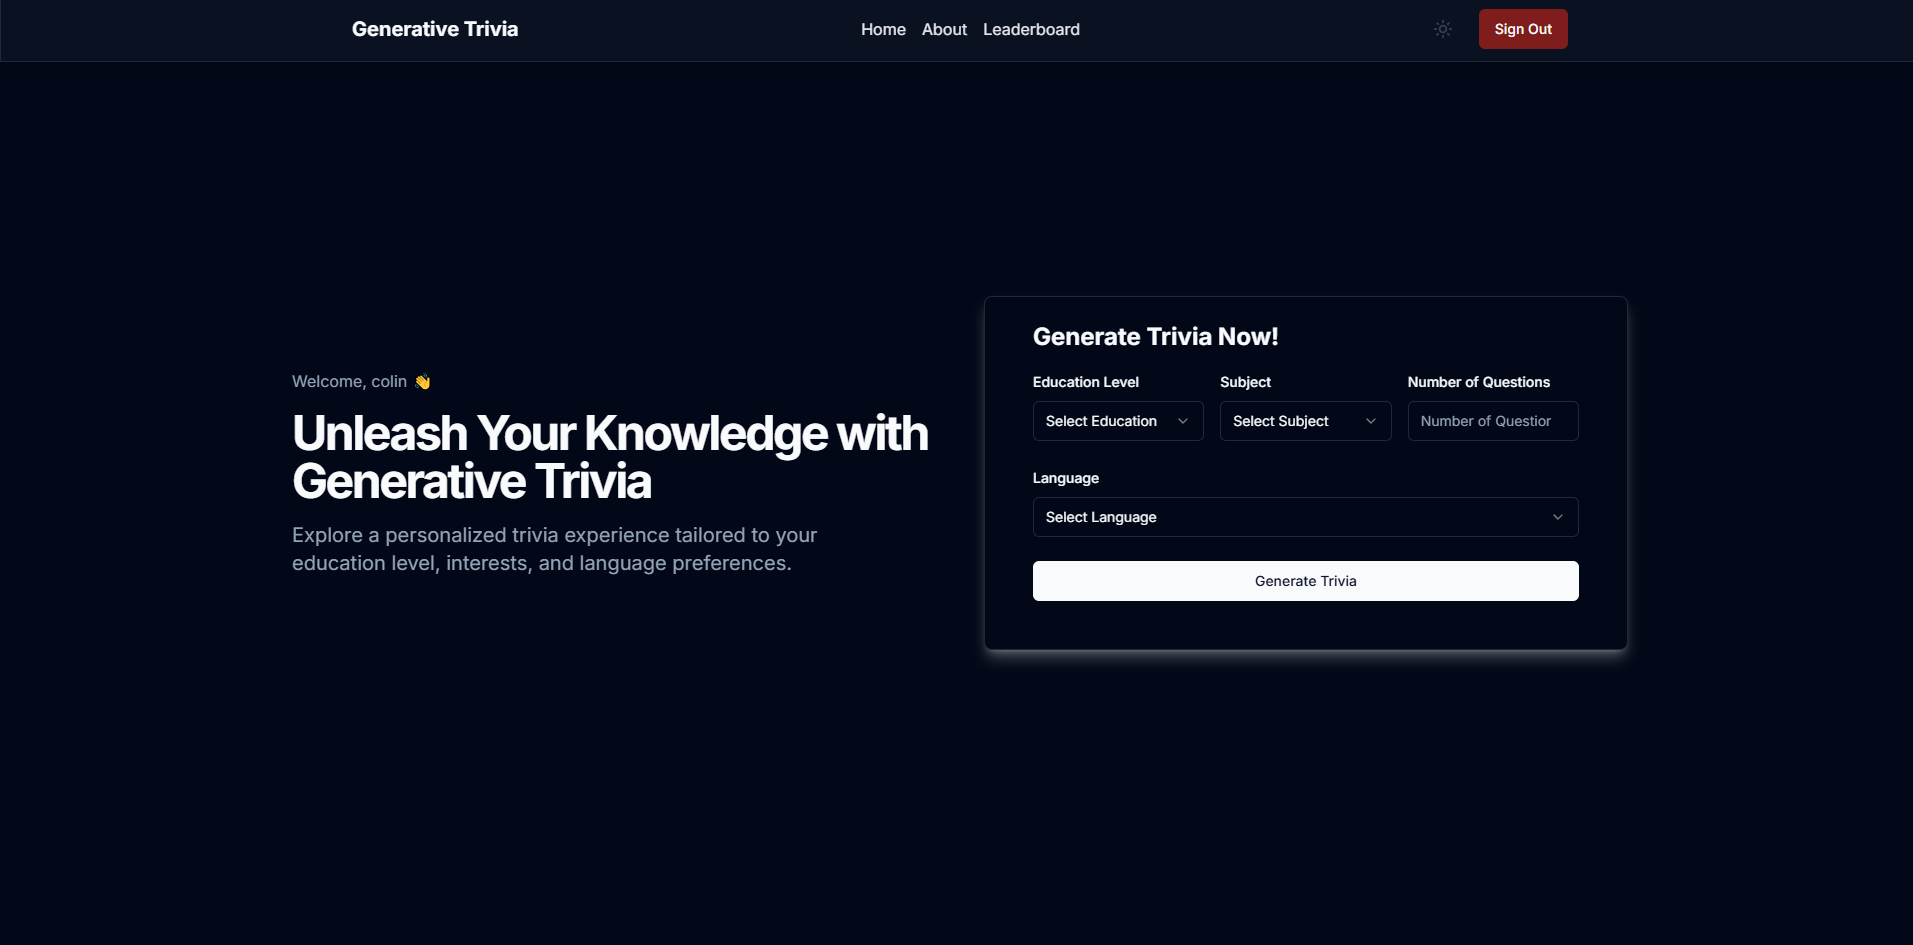 Generative Trivia
Home
About
Leaderboard
Sign Out
Welcome, colin 👋
Unleash Your Knowledge with
Generative Trivia
Explore a personalized trivia experience tailored to your
education level, interests, and language preferences.
Generate Trivia Now!
Education Level
Select Education
Subject
Select Subject
Number of Questions
Number of Questior
Language
Select Language
Generate Trivia